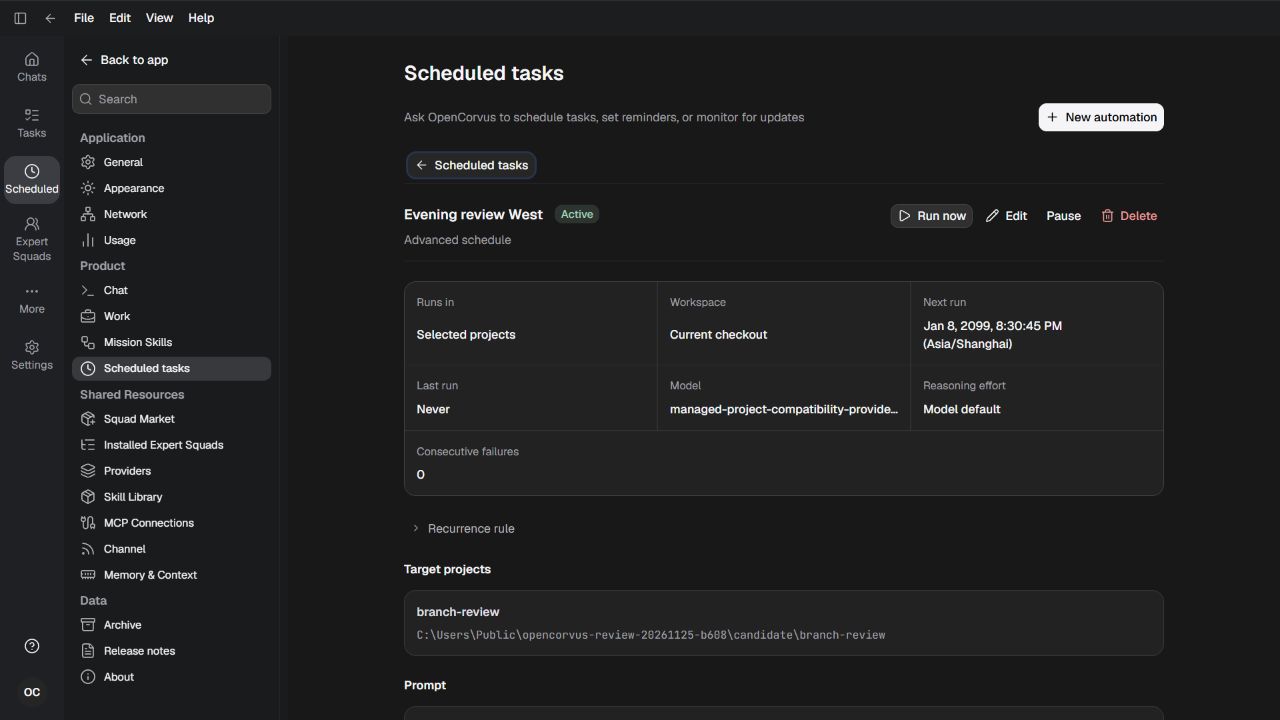 File Edit View Help
Chats
Tasks
Scheduled
Expert
Squads
More
Settings
OC
Back to app
Search
Application
General
Appearance
Network
Usage
Product
Chat
Work
Mission Skills
Scheduled tasks
Shared Resources
Squad Market
Installed Expert Squads
Providers
Skill Library
MCP Connections
Channel
Memory & Context
Data
Archive
Release notes
About
Scheduled tasks
Ask OpenCorvus to schedule tasks, set reminders, or monitor for updates
New automation
Scheduled tasks
Evening review West Active
Run now Edit Pause Delete
Advanced schedule
Runs in
Selected projects
Workspace
Current checkout
Next run
Jan 8, 2099, 8:30:45 PM
(Asia/Shanghai)
Last run
Never
Model
managed-project-compatibility-provide...
Reasoning effort
Model default
Consecutive failures
0
Recurrence rule
Target projects
branch-review
C:\Users\Public\opencorvus-review-20261125-b608\candidate\branch-review
Prompt